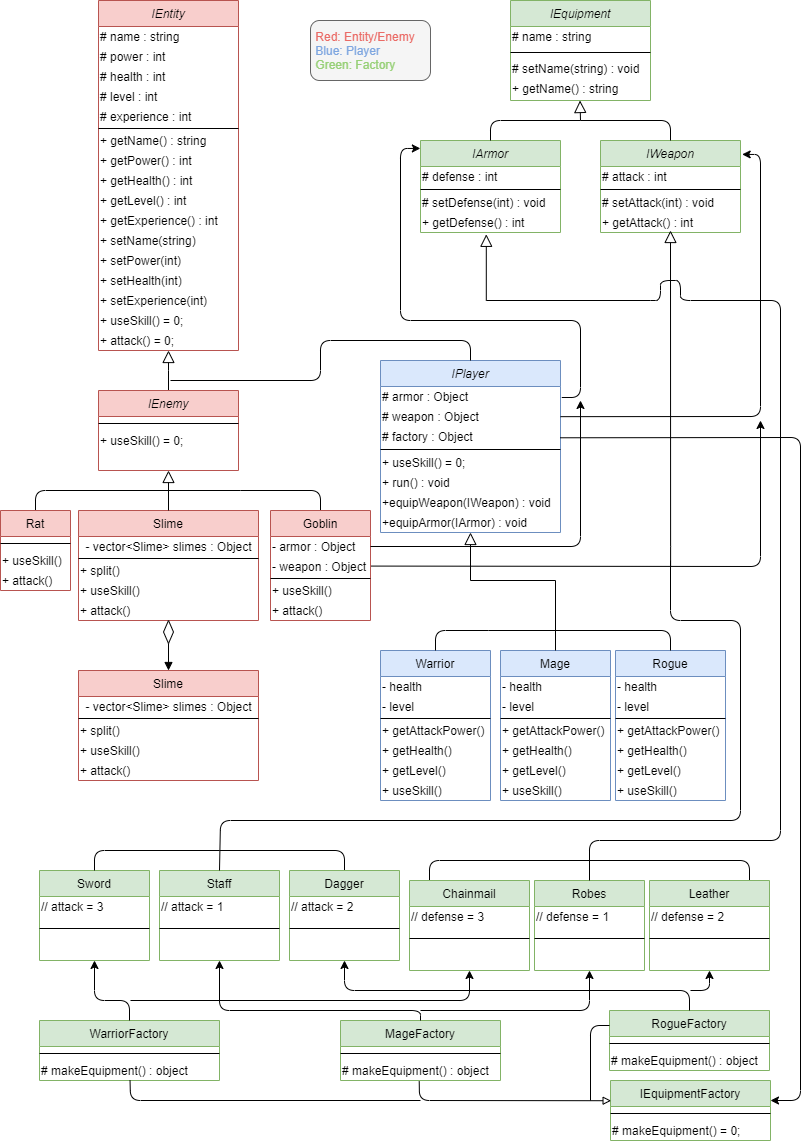 IEntity
# name : string
# power : int
# health : int
# level : int
# experience : int
+ getName() : string
+ getPower() : int
+ getHealth() : int
+ getLevel() : int
+ getExperience() : int
+ setName(string)
+ setPower(int)
+ setHealth(int)
+ setExperience(int)
+ useSkill() = 0;
+ attack() = 0;
Red: Entity/Enemy
Blue: Player
Green: Factory
IEquipment
# name : string
# setName(string) : void
+ getName() : string
IArmor
# defense : int
# setDefense(int) : void
+ getDefense() : int
IWeapon
# attack : int
# setAttack(int) : void
+ getAttack() : int
IEnemy
+ useSkill() = 0;
IPlayer
# armor : Object
# weapon : Object
# factory : Object
+ useSkill() = 0;
+ run() : void
+equipWeapon(IWeapon) : void
+equipArmor(IArmor) : void
Rat
+ useSkill()
+ attack()
Slime
- vector<Slime> slimes : Object
+ split()
+ useSkill()
+ attack()
Goblin
- armor : Object
- weapon : Object
+ useSkill()
+ attack()
Slime
- vector<Slime> slimes : Object
+ split()
+ useSkill()
+ attack()
Warrior
- health
- level
+ getAttackPower()
+ getHealth()
+ getLevel()
+ useSkill()
Mage
- health
- level
+ getAttackPower()
+ getHealth()
+ getLevel()
+ useSkill()
Rogue
- health
- level
+ getAttackPower()
+ getHealth()
+ getLevel()
+ useSkill()
Sword
// attack = 3
Staff
// attack = 1
Dagger
// attack = 2
Chainmail
// defense = 3
Robes
// defense = 1
Leather
// defense = 2
WarriorFactory
# makeEquipment() : object
MageFactory
# makeEquipment() : object
RogueFactory
# makeEquipment() : object
IEquipmentFactory
# makeEquipment() = 0;